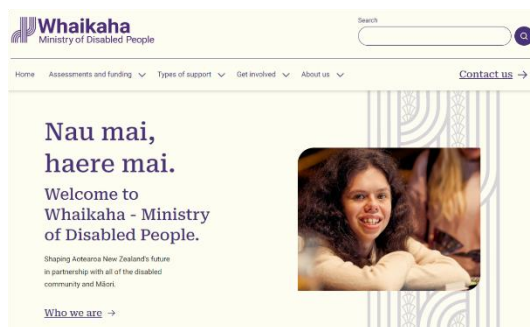 Whaikaha
Ministry of Disabled People
Search
Home Assessments and funding Types of support Get involved About us Contact us →
Nau mai,
haere mai.
Welcome to
Whaikaha - Ministry
of Disabled People.
Shaping Aotearoa New Zealand's future
in partnership with all of the disabled
community and Māori.
Who we are →